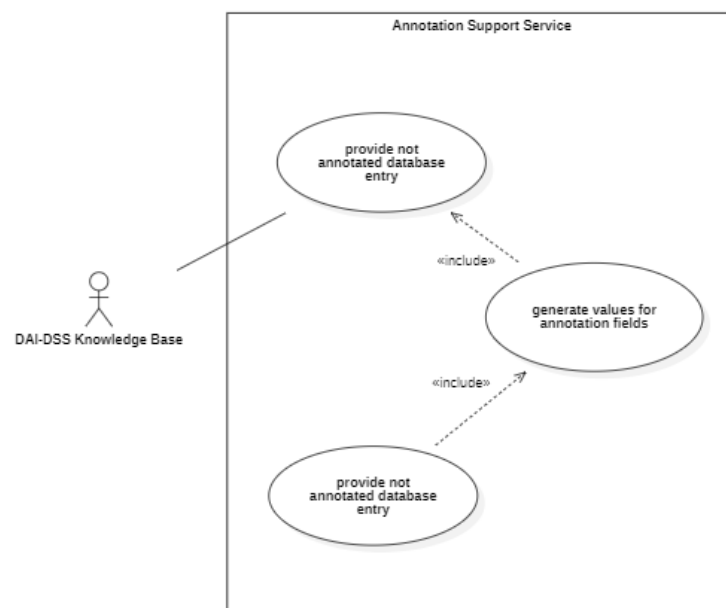 Annotation Support Service
provide not
annotated database
entry
«include»
generate values for
annotation fields
DAI-DSS Knowledge Base
«include»
provide not
annotated database
entry